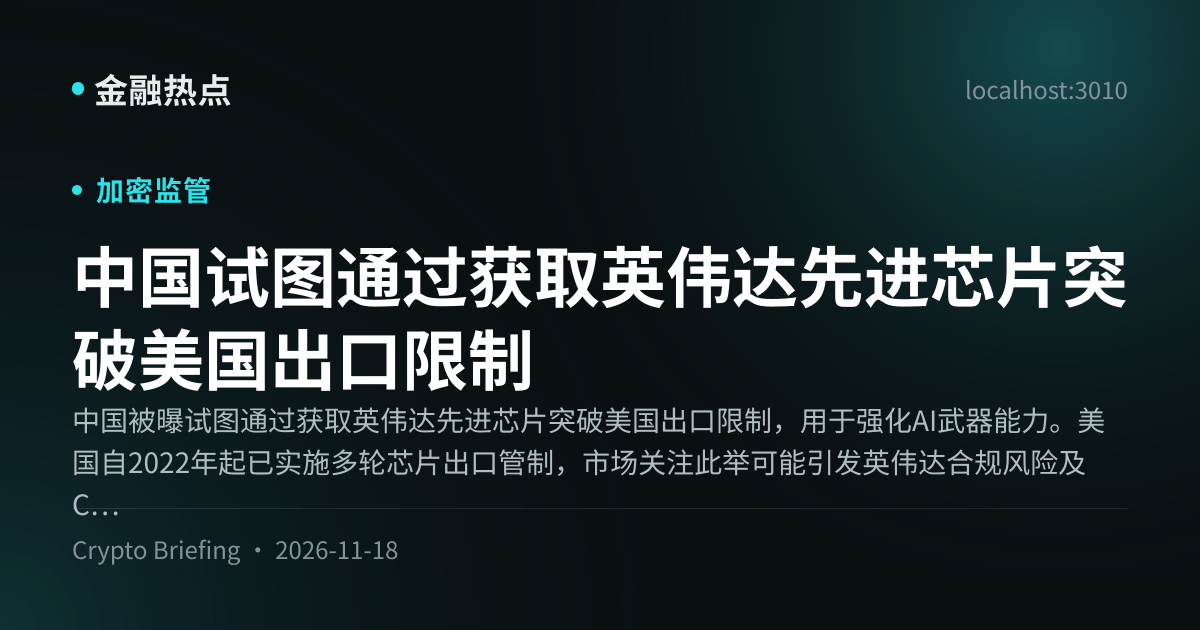 金融热点
localhost:3010
加密监管
中国试图通过获取英伟达先进芯片突
破美国出口限制
中国被曝试图通过获取英伟达先进芯片突破美国出口限制，用于强化AI武器能力。美
国自2022年起已实施多轮芯片出口管制，市场关注此举可能引发英伟达合规风险及
C…
Crypto Briefing · 2026-11-18